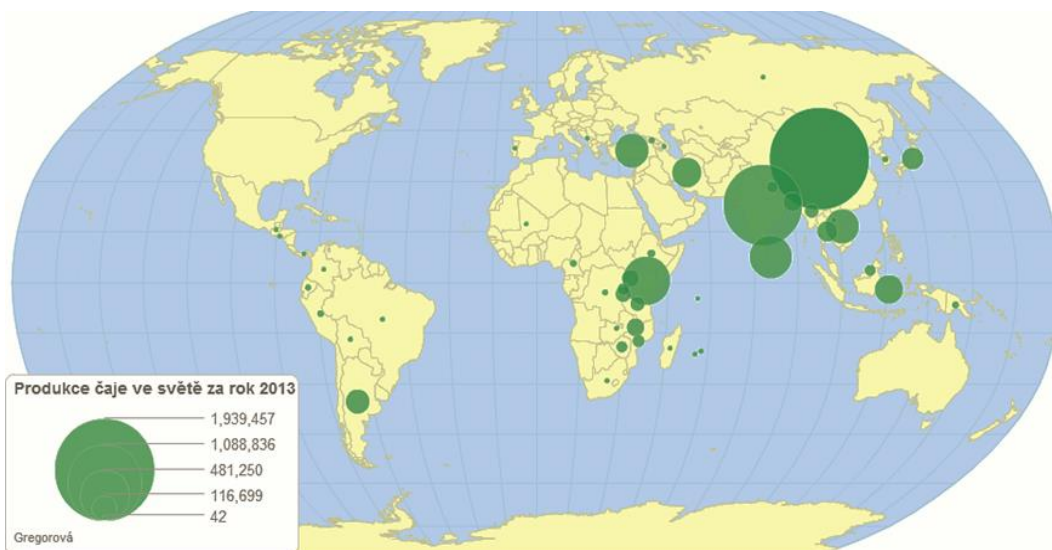 Produkce čaje ve světě za rok 2013
1,939,457
1,088,836
481,250
116,699
42
Gregorová